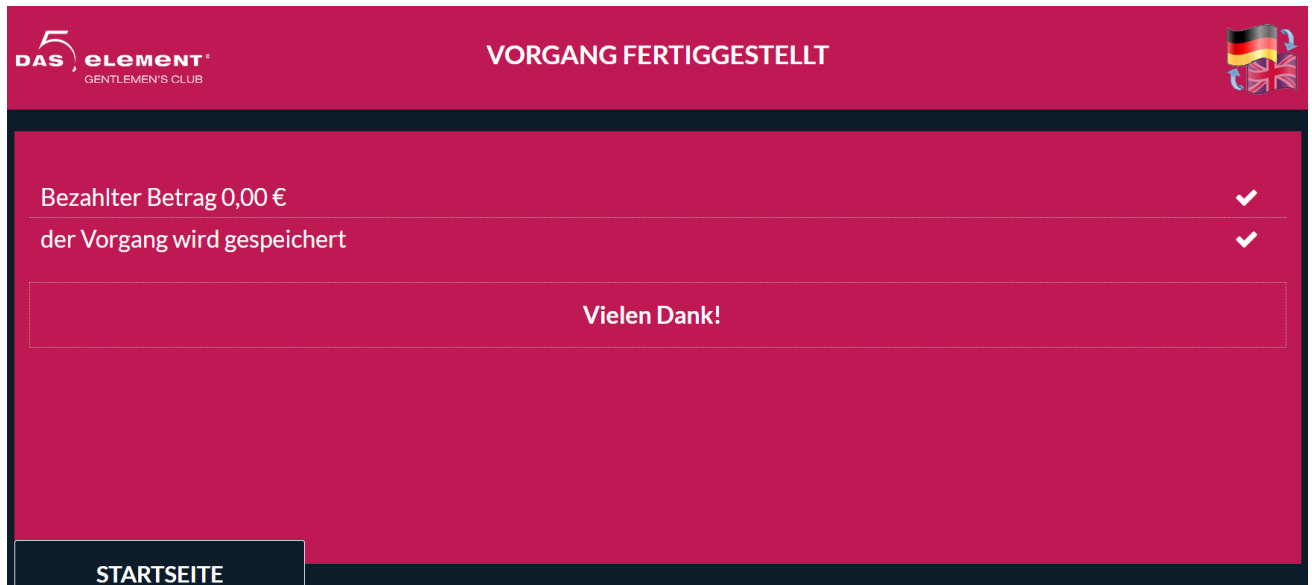 DAS 5 element®
GENTLEMEN'S CLUB
VORGANG FERTIGGESTELLT
Bezahlter Betrag 0,00 €
der Vorgang wird gespeichert
Vielen Dank!
STARTSEITE